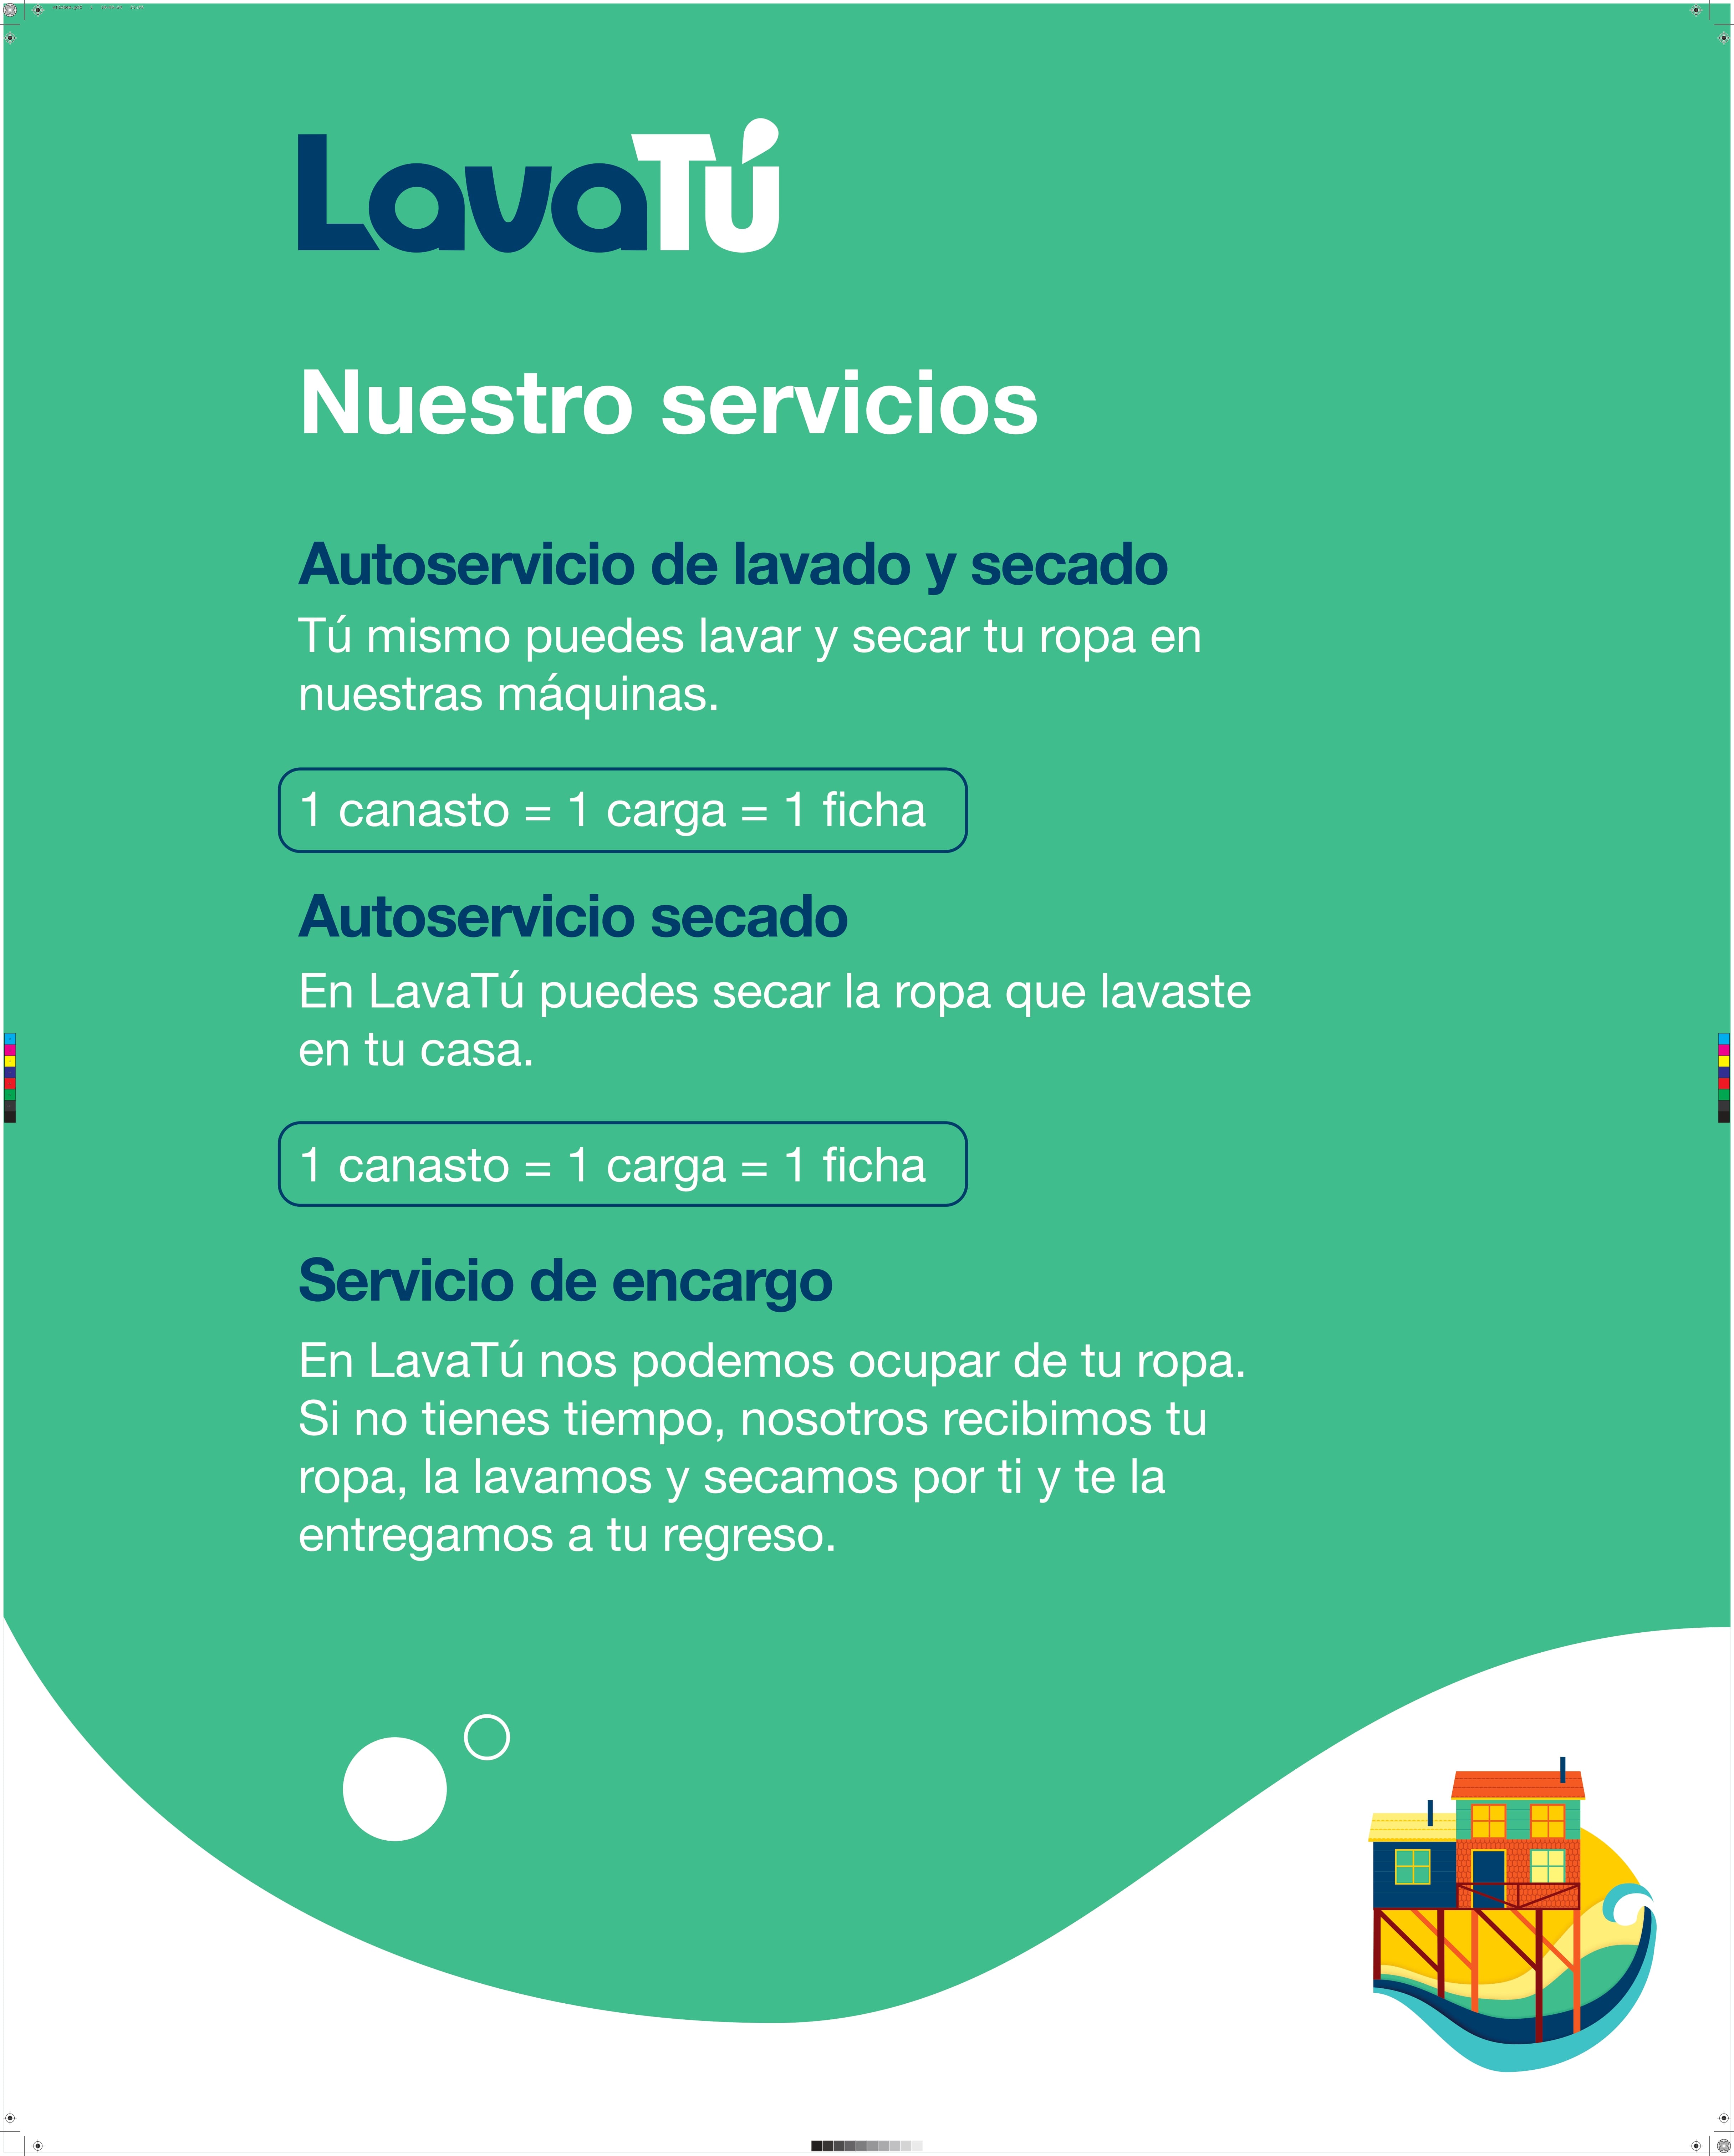 LavaTú
Nuestro servicios
Autoservicio de lavado y secado
Tú mismo puedes lavar y secar tu ropa en
nuestras máquinas.
1 canasto = 1 carga = 1 ficha
Autoservicio secado
En LavaTú puedes secar la ropa que lavaste
en tu casa.
1 canasto = 1 carga = 1 ficha
Servicio de encargo
En LavaTú nos podemos ocupar de tu ropa.
Si no tienes tiempo, nosotros recibimos tu
ropa, la lavamos y secamos por ti y te la
entregamos a tu regreso.